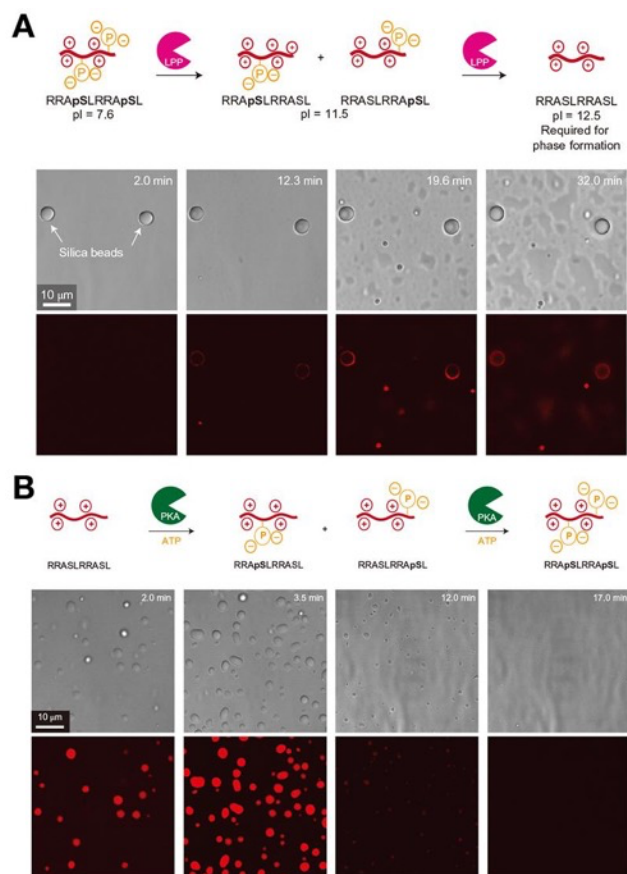 A
LPP
+
LPP
RRApSLRRApSL
pI = 7.6
RRApSLRRASL
RRASLRRApSL
pI = 11.5
RRASLRRASL
pI = 12.5
Required for
phase formation
2.0 min
12.3 min
19.6 min
32.0 min
Silica beads
10 μm
B
PKA
ATP
+
PKA
ATP
RRASLRRASL
RRApSLRRASL
RRASLRRApSL
RRApSLRRApSL
2.0 min
3.5 min
12.0 min
17.0 min
10 μm